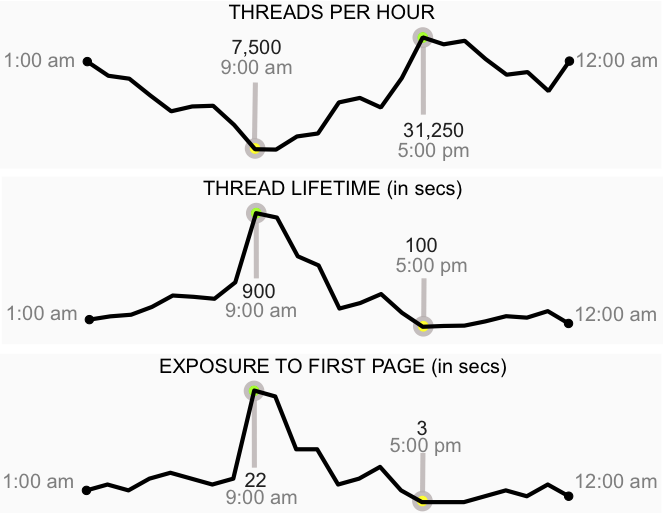 THREADS PER HOUR
7,500
9:00 am
1:00 am
12:00 am
31,250
5:00 pm
THREAD LIFETIME (in secs)
100
5:00 pm
900
9:00 am
1:00 am
12:00 am
EXPOSURE TO FIRST PAGE (in secs)
3
5:00 pm
22
9:00 am
1:00 am
12:00 am